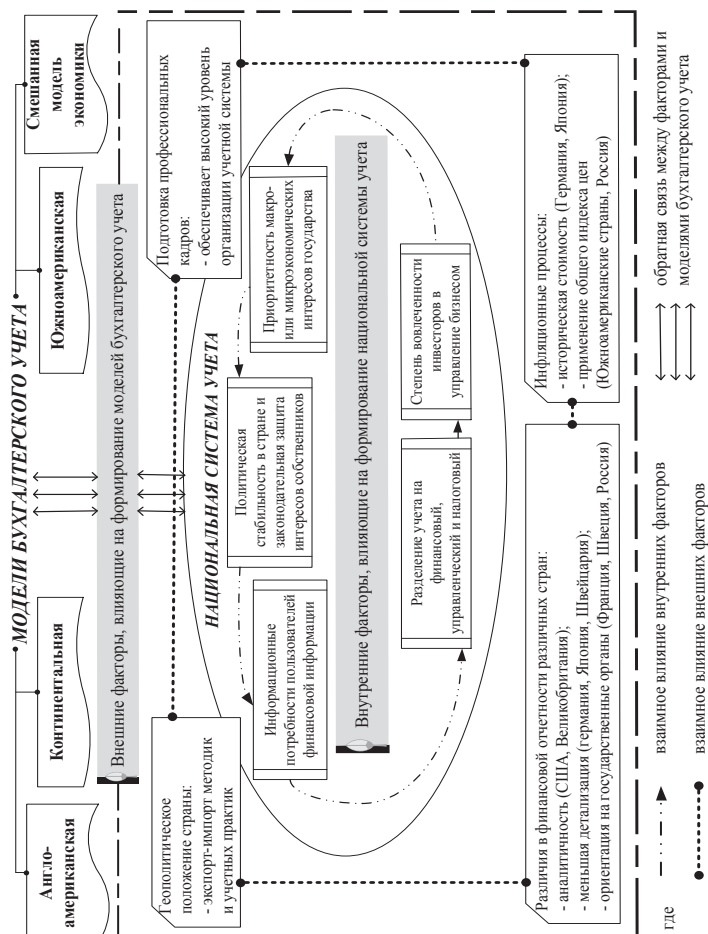 МОДЕЛИ БУХГАЛТЕРСКОГО УЧЕТА
Англо-
американская
Континентальная
Южноамериканская
Смешанная
модель
экономики
Внешние факторы, влияющие на формирование моделей бухгалтерского учета
Геополитическое
положение страны:
- экспорт-импорт методик
и учетных практик
Подготовка профессиональных
кадров:
- обеспечивает высокий уровень
организации учетной системы
НАЦИОНАЛЬНАЯ СИСТЕМА УЧЕТА
Информационные
потребности пользователей
финансовой информации
Политическая
стабильность в стране и
законодательная защита
интересов собственников
Приоритетность макро-
или микроэкономических
интересов государства
Внутренние факторы, влияющие на формирование национальной системы учета
Разделение учета на
финансовый,
управленческий и налоговый
Степень вовлеченности
инвесторов в
управление бизнесом
Различия в финансовой отчетности различных стран:
- аналитичность (США, Великобритания);
- меньшая детализация (германия, Япония, Швейцария);
- ориентация на государственные органы (Франция, Швеция, Россия)
Инфляционные процессы:
- историческая стоимость (Германия, Япония);
- применение общего индекса цен
(Южноамериканские страны, Россия)
где
взаимное влияние внутренних факторов
взаимное влияние внешних факторов
обратная связь между факторами и
моделями бухгалтерского учета